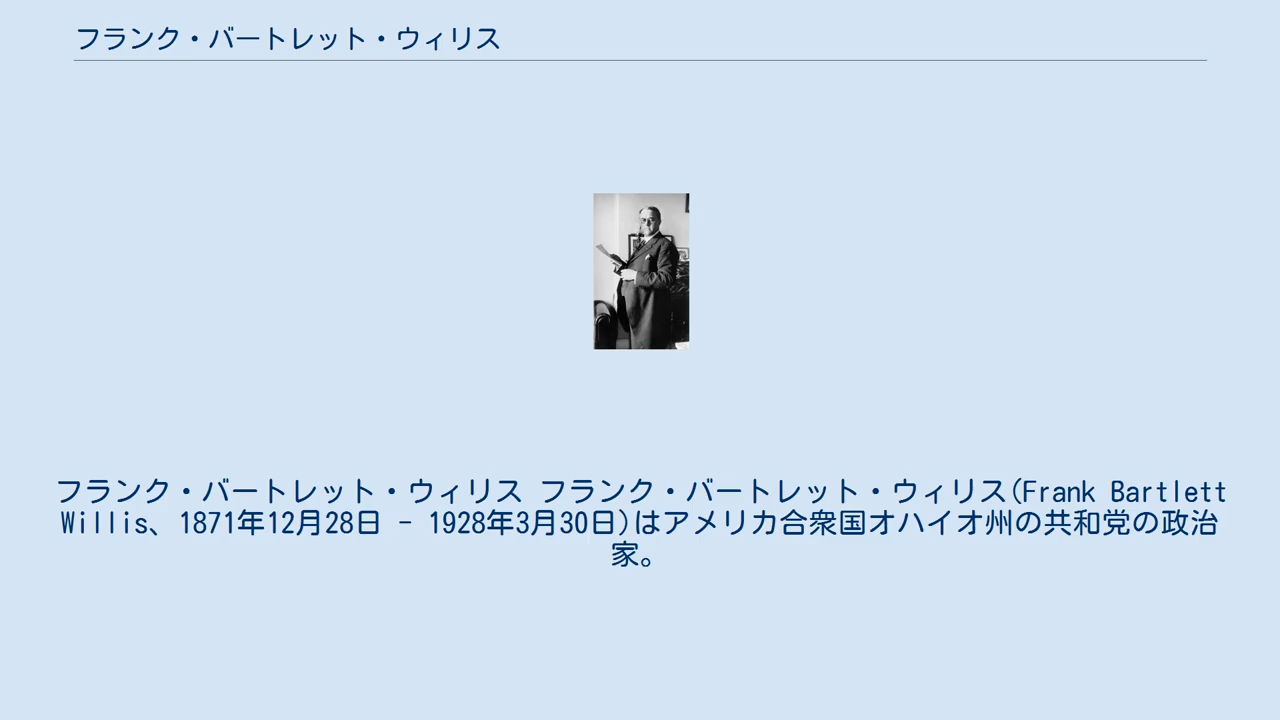 フランク・バートレット・ウィリス
フランク・バートレット・ウィリス フランク・バートレット・ウィリス(Frank Bartlett
Willis、1871年12月28日 - 1928年3月30日)はアメリカ合衆国オハイオ州の共和党の政治
家。